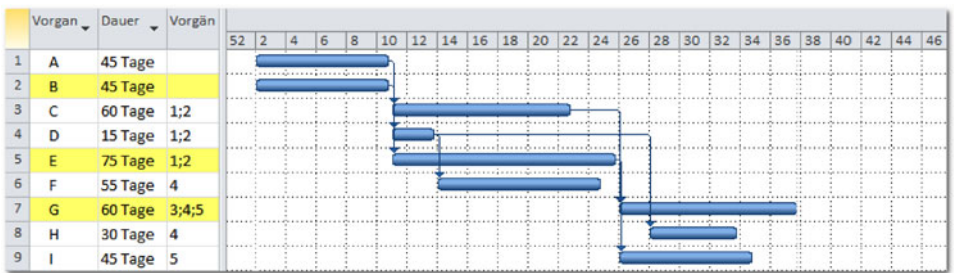 Vorgan Dauer Vorgän
52 2 4 6 8 10 12 14 16 18 20 22 24 26 28 30 32 34 36 38 40 42 44 46
1 A 45 Tage
2 B 45 Tage
3 C 60 Tage 1;2
4 D 15 Tage 1;2
5 E 75 Tage 1;2
6 F 55 Tage 4
7 G 60 Tage 3;4;5
8 H 30 Tage 4
9 I 45 Tage 5